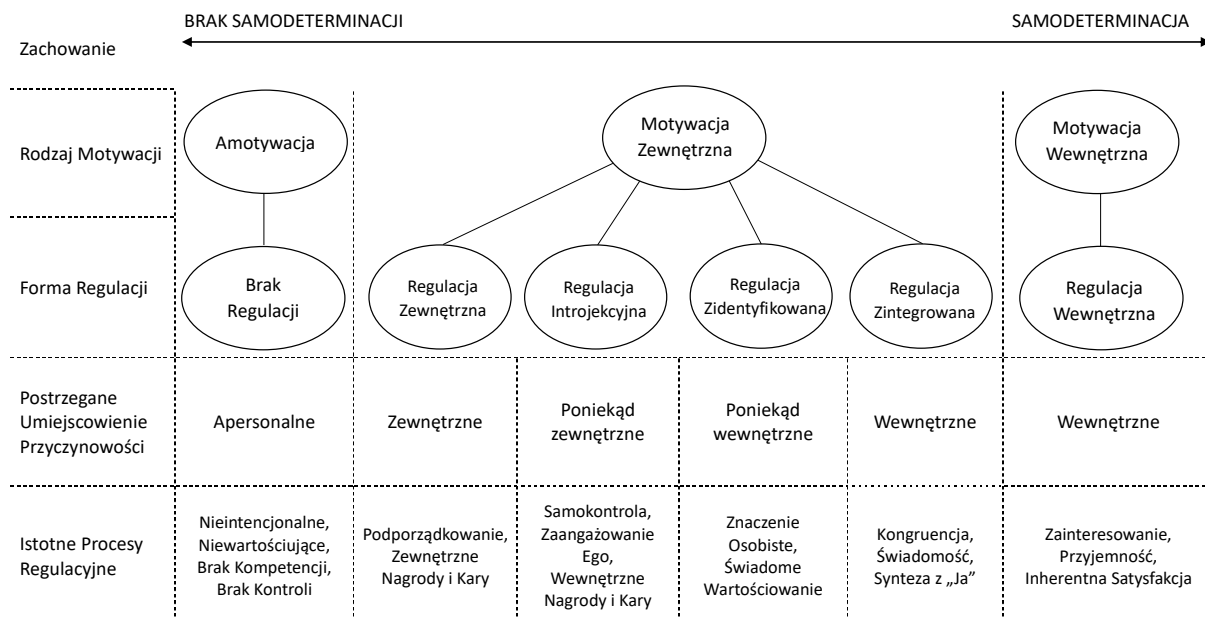 BRAK SAMODETERMINACJI
SAMODETERMINACJA
Zachowanie
Rodzaj Motywacji
Amotywacja
Motywacja
Zewnętrzna
Motywacja
Wewnętrzna
Forma Regulacji
Brak
Regulacji
Regulacja
Zewnętrzna
Regulacja
Introjekcyjna
Regulacja
Zidentyfikowana
Regulacja
Zintegrowana
Regulacja
Wewnętrzna
Postrzegane
Umiejscowienie
Przyczynowości
Apersonalne
Zewnętrzne
Poniekąd
zewnętrzne
Poniekąd
wewnętrzne
Wewnętrzne
Wewnętrzne
Istotne Procesy
Regulacyjne
Nieintencjonalne,
Niewartościujące,
Brak Kompetencji,
Brak Kontroli
Podporządkowanie,
Zewnętrzne
Nagrody i Kary
Samokontrola,
Zaangażowanie
Ego,
Wewnętrzne
Nagrody i Kary
Znaczenie
Osobiste,
Świadome
Wartościowanie
Kongruencja,
Świadomość,
Synteza z „Ja”
Zainteresowanie,
Przyjemność,
Inherentna Satysfakcja